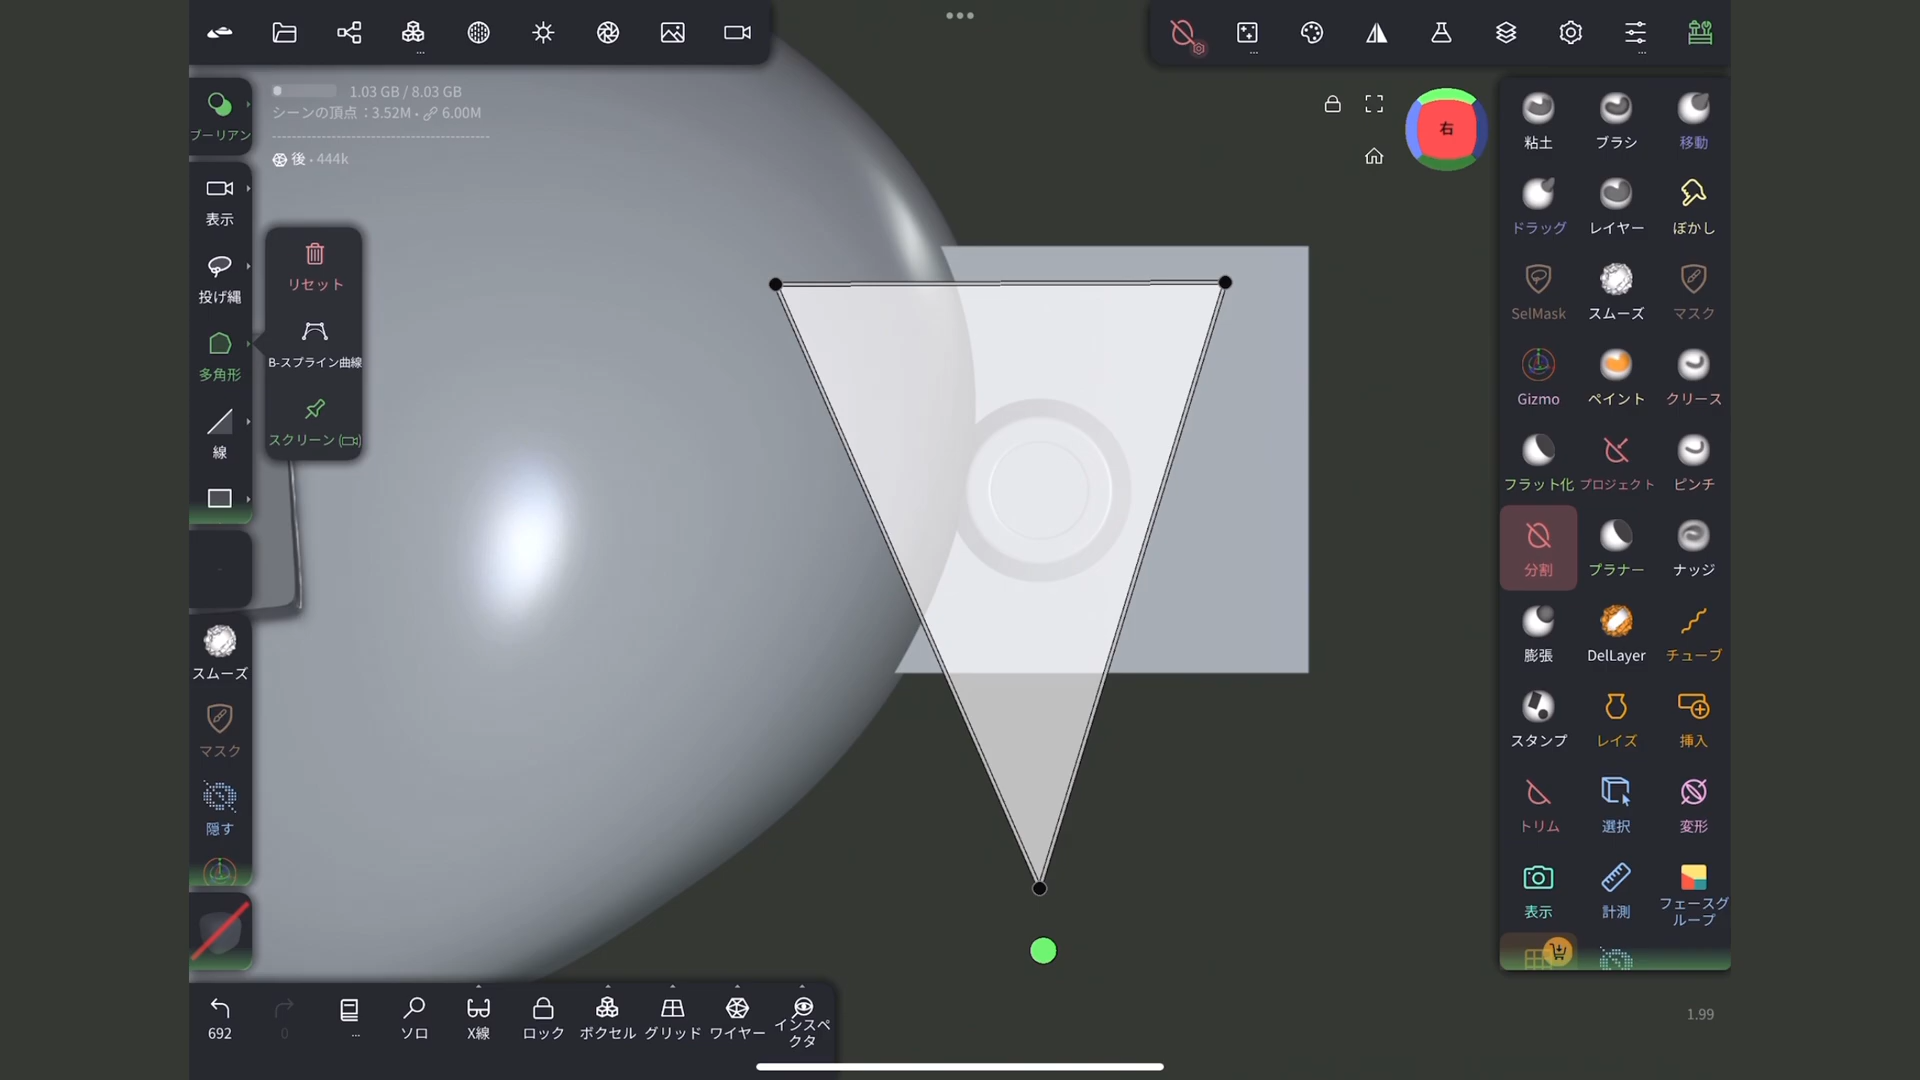 1.03 GB / 8.03 GB
シーンの頂点：3.52M • 6.00M
後 • 444k
ブーリアン
表示
投げ縄
多角形
線
リセット
B-スプライン曲線
スクリーン
スムーズ
マスク
隠す
右
粘土 ブラシ 移動
ドラッグ レイヤー ぼかし
SelMask スムーズ マスク
Gizmo ペイント クリース
フラット化 プロジェクト ピンチ
分割 プラナー ナッジ
膨張 DelLayer チューブ
スタンプ レイズ 挿入
トリム 選択 変形
表示 計測 フェースグ
ループ
692 0 ... ソロ X線 ロック ボクセル グリッド ワイヤー インスペ
クタ
1.99